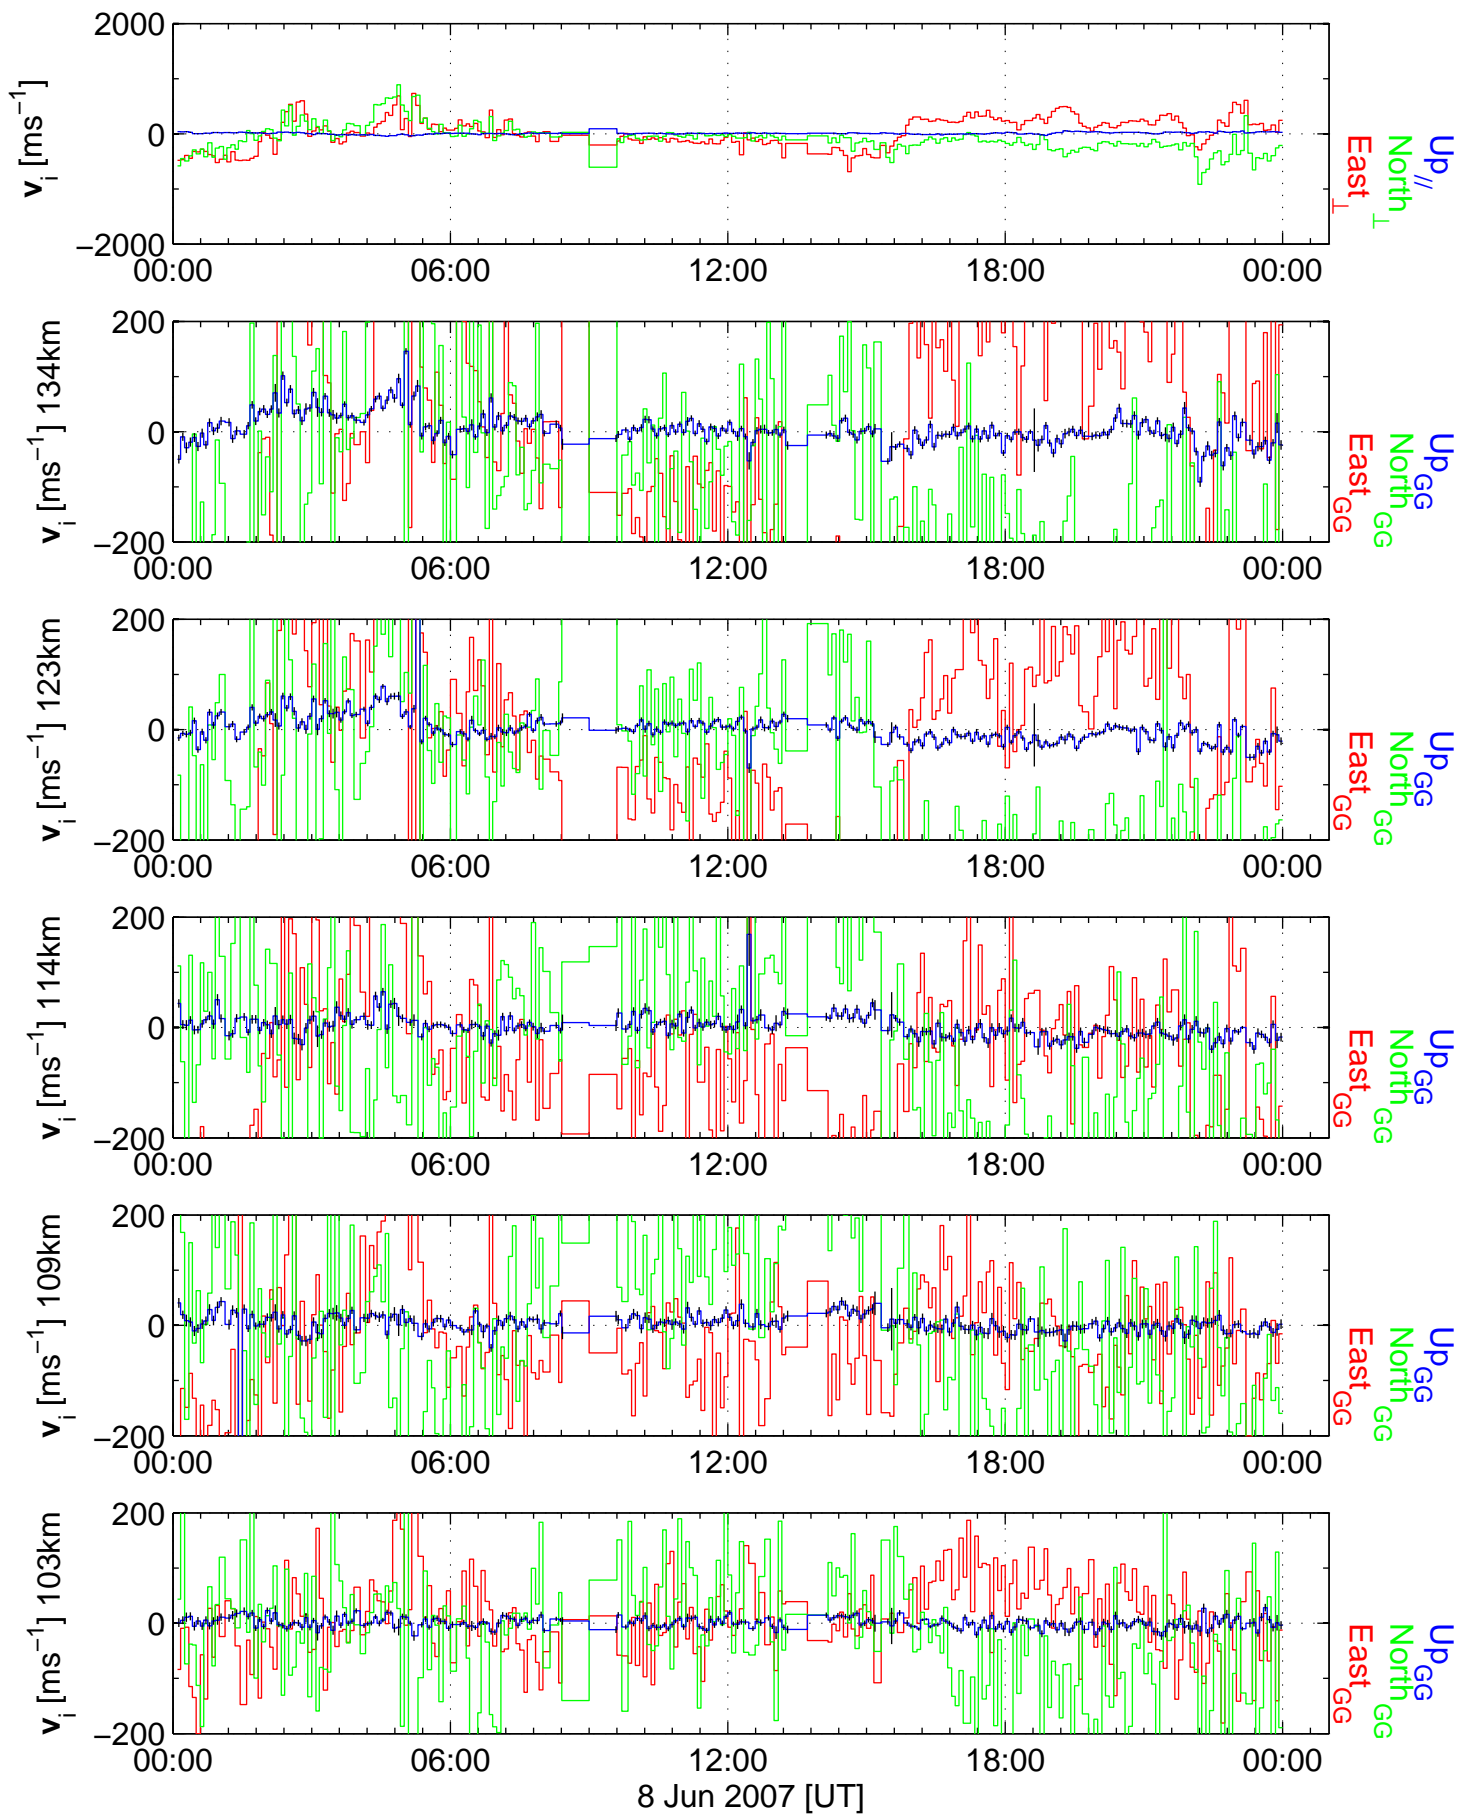 2000
0
−2000
v_i [ms⁻¹]
00:00 06:00 12:00 18:00 00:00
East_⊥
North_⊥
Up_//
200
0
−200
v_i [ms⁻¹] 134km
00:00 06:00 12:00 18:00 00:00
East_GG
North_GG
Up_GG
200
0
−200
v_i [ms⁻¹] 123km
00:00 06:00 12:00 18:00 00:00
East_GG
North_GG
Up_GG
200
0
−200
v_i [ms⁻¹] 114km
00:00 06:00 12:00 18:00 00:00
East_GG
North_GG
Up_GG
200
0
−200
v_i [ms⁻¹] 109km
00:00 06:00 12:00 18:00 00:00
East_GG
North_GG
Up_GG
200
0
−200
v_i [ms⁻¹] 103km
00:00 06:00 12:00 18:00 00:00
East_GG
North_GG
Up_GG
8 Jun 2007 [UT]